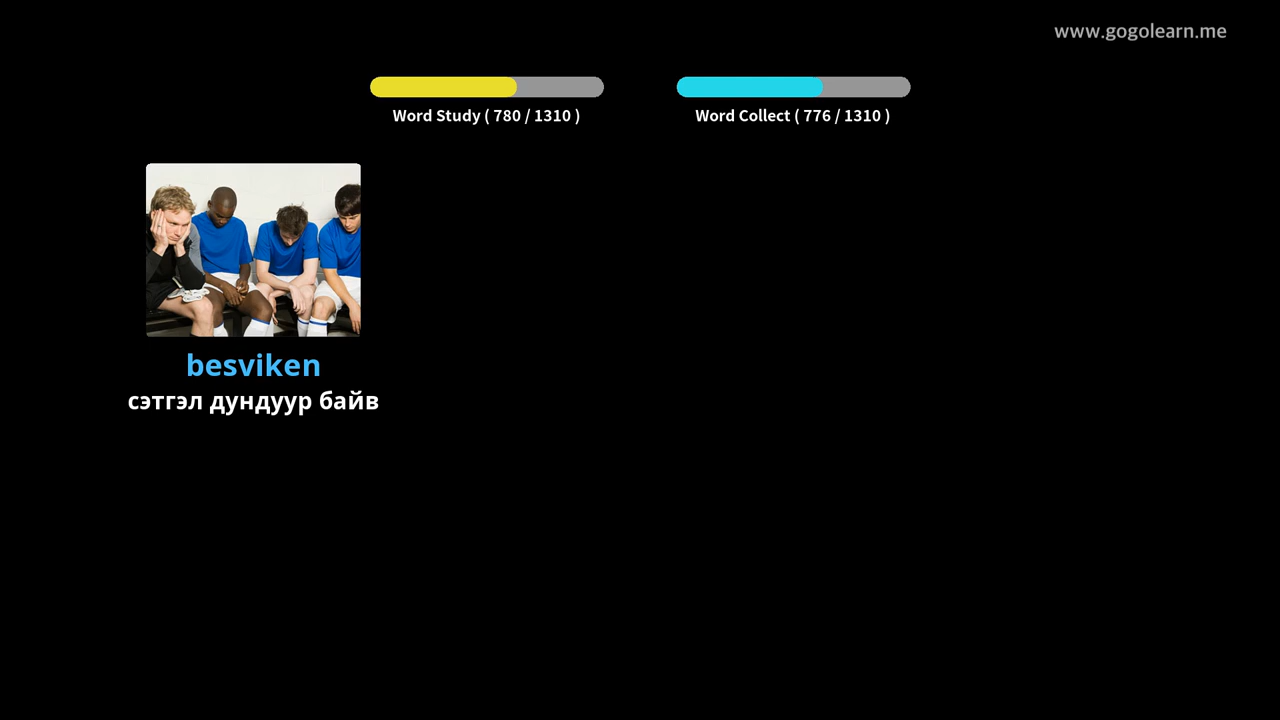 www.gogolearn.me
Word Study ( 780 / 1310 )
Word Collect ( 776 / 1310 )
besviken
сэтгэл дундуур байв